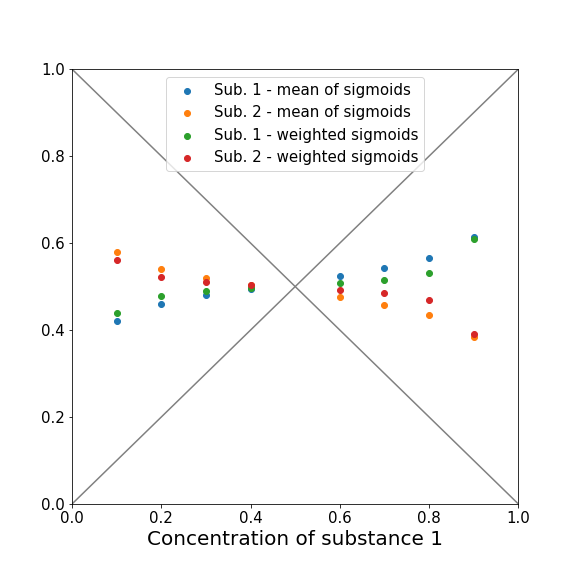 1.0
0.8
0.6
0.4
0.2
0.0
Sub. 1 - mean of sigmoids
Sub. 2 - mean of sigmoids
Sub. 1 - weighted sigmoids
Sub. 2 - weighted sigmoids
0.0 0.2 0.4 0.6 0.8 1.0
Concentration of substance 1